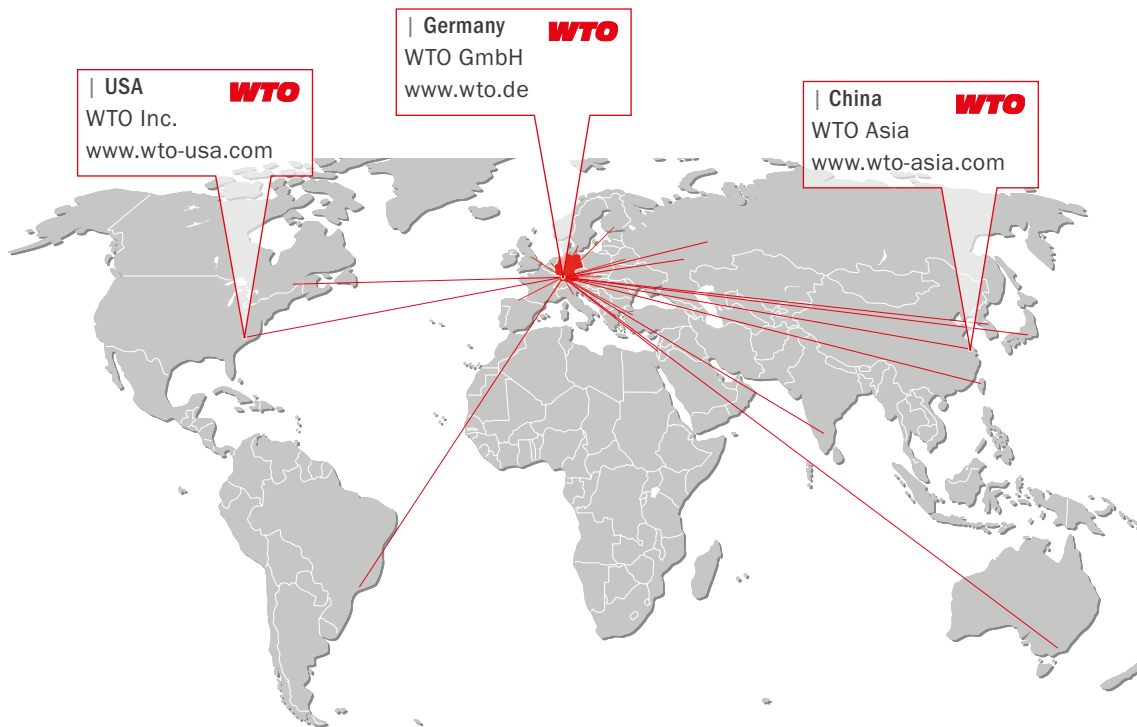 | USA WTO
WTO Inc.
www.wto-usa.com
| Germany WTO
WTO GmbH
www.wto.de
| China WTO
WTO Asia
www.wto-asia.com